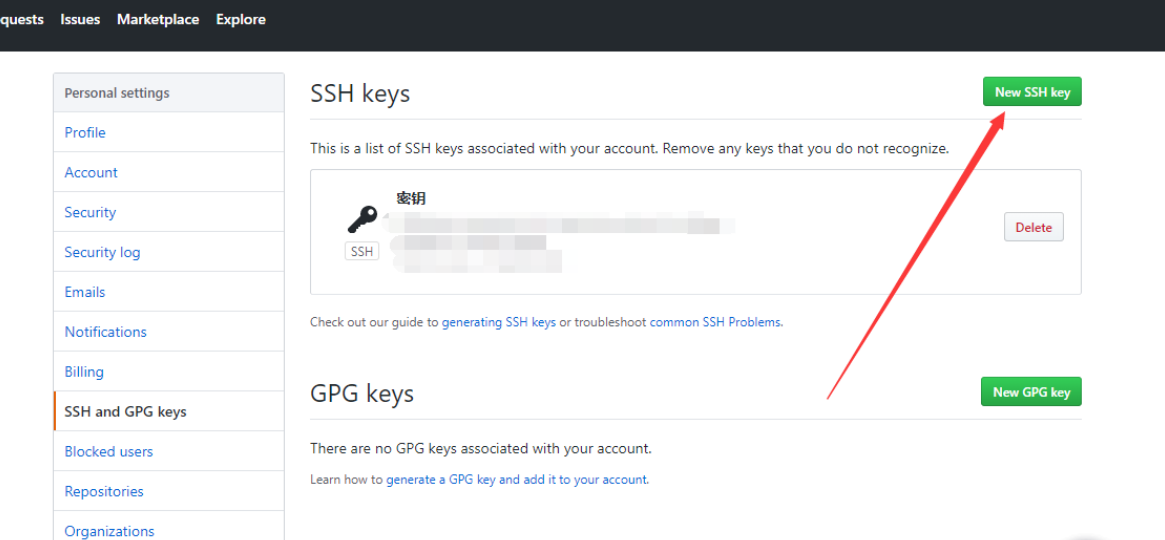 Issues Marketplace Explore
Personal settings
Profile
Account
Security
Security log
Emails
Notifications
Billing
SSH and GPG keys
Blocked users
Repositories
Organizations
SSH keys
New SSH key
This is a list of SSH keys associated with your account. Remove any keys that you do not recognize.
密钥
SSH
Delete
Check out our guide to generating SSH keys or troubleshoot common SSH Problems.
GPG keys
New GPG key
There are no GPG keys associated with your account.
Learn how to generate a GPG key and add it to your account.